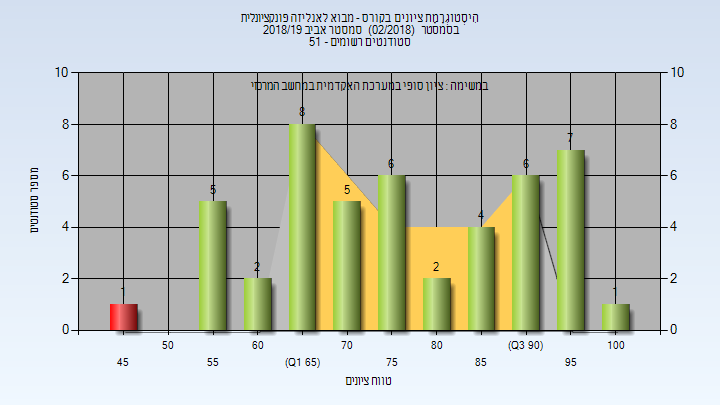 היסטוגרמת ציונים בקורס - מבוא לאנליזה פונקציונלית
בסמסטר (02/2018) סמסטר אביב 2018/19
סטודנטים רשומים - 51
במשימה : ציון סופי במערכת האקדמית במחשב המרכזי
מספר סטודנטים
10 10
8 8
6 6
4 4
2 2
0 0
1 5 2 8 5 6 2 4 6 7 1
50 60 70 80 (Q3 90) 100
45 55 (Q1 65) 75 85 95
טווח ציונים